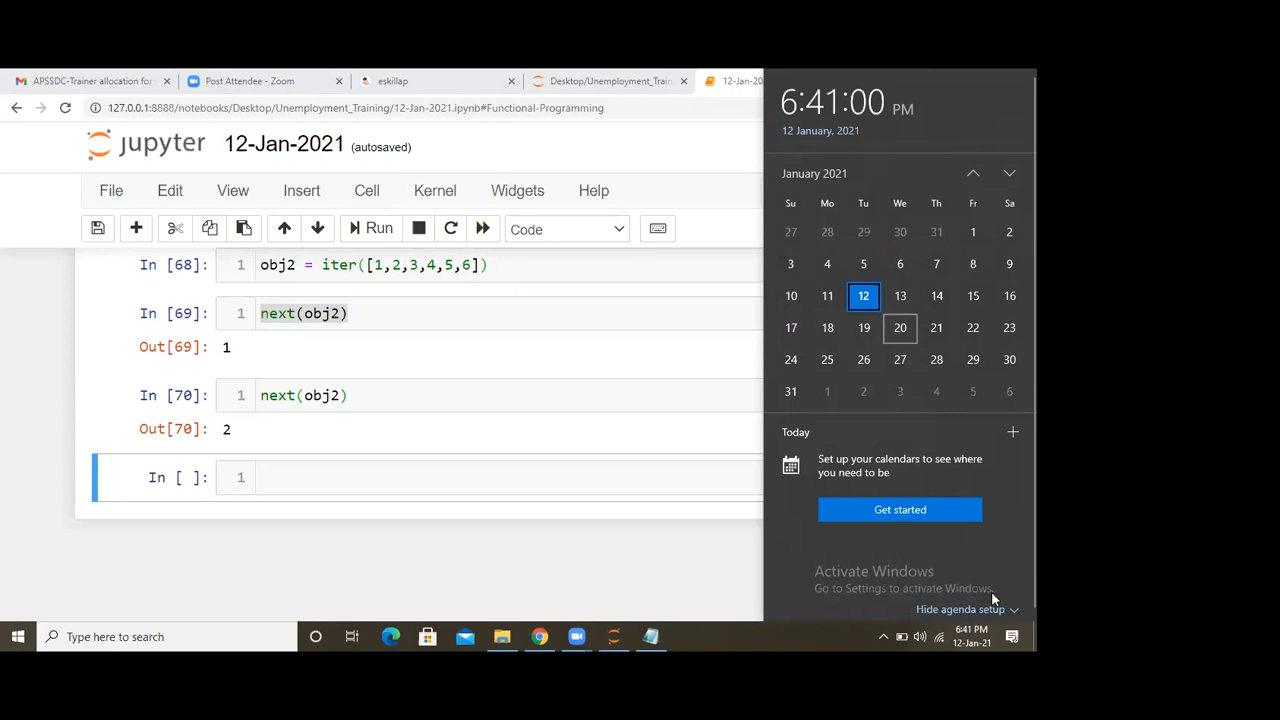 APSSDC-Trainer allocation for
Post Attendee - Zoom
eskillap
Desktop/Unemployment_Train
12-Jan-20
127.0.0.1:8888/notebooks/Desktop/Unemployment_Training/12-Jan-2021.ipynb#Functional-Programming
jupyter 12-Jan-2021 (autosaved)
File Edit View Insert Cell Kernel Widgets Help
Run Code
In [68]: 1 obj2 = iter([1,2,3,4,5,6])
In [69]: 1 next(obj2)
Out[69]: 1
In [70]: 1 next(obj2)
Out[70]: 2
In [ ]: 1
6:41:00 PM
12 January, 2021
January 2021
Su Mo Tu We Th Fr Sa
27 28 29 30 31 1 2
3 4 5 6 7 8 9
10 11 12 13 14 15 16
17 18 19 20 21 22 23
24 25 26 27 28 29 30
31 1 2 3 4 5 6
Today
Set up your calendars to see where
you need to be
Get started
Activate Windows
Go to Settings to activate Windows.
Hide agenda setup
Type here to search
6:41 PM
12-Jan-21